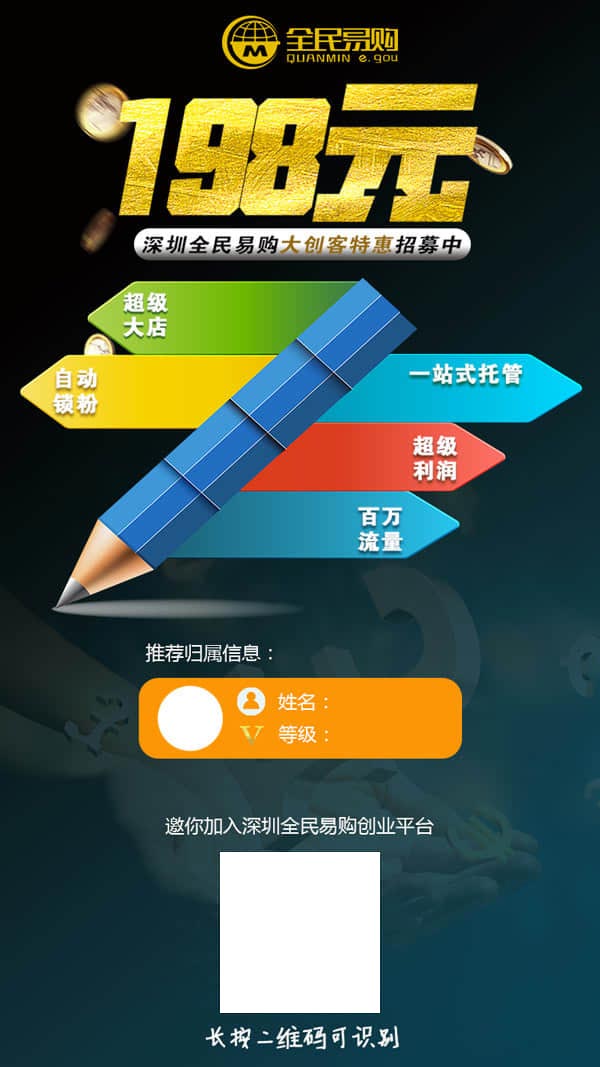 全民易购
QUANMIN e.gou
198元
深圳全民易购大创客特惠招募中
超级
大店
自动
锁粉
一站式托管
超级
利润
百万
流量
推荐归属信息：
姓名：
V 等级：
邀你加入深圳全民易购创业平台
长按二维码可识别